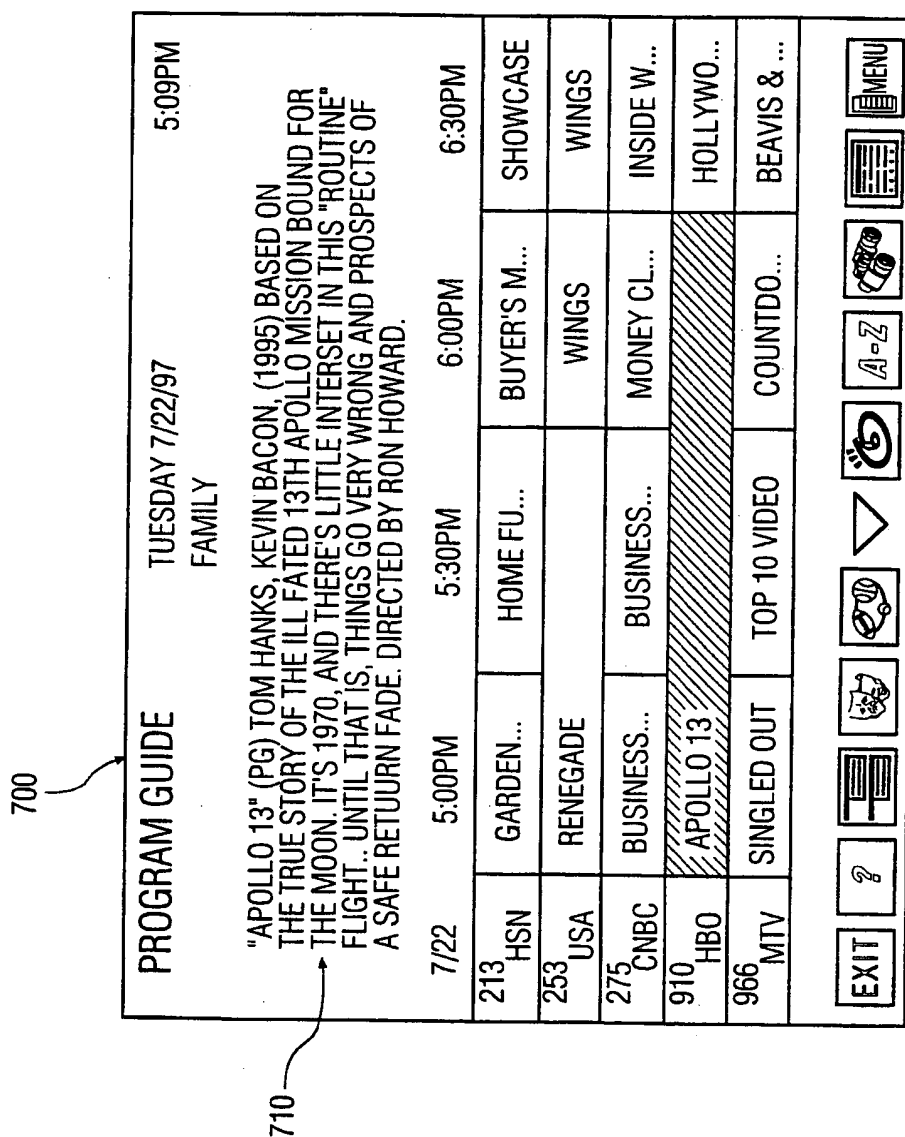 700
PROGRAM GUIDE TUESDAY 7/22/97 5:09PM
FAMILY
710
"APOLLO 13" (PG) TOM HANKS, KEVIN BACON, (1995) BASED ON
THE TRUE STORY OF THE ILL FATED 13TH APOLLO MISSION BOUND FOR
THE MOON. IT'S 1970, AND THERE'S LITTLE INTERSET IN THIS "ROUTINE"
FLIGHT.. UNTIL THAT IS, THINGS GO VERY WRONG AND PROSPECTS OF
A SAFE RETUURN FADE. DIRECTED BY RON HOWARD.
7/22 5:00PM 5:30PM 6:00PM 6:30PM
213 HSN GARDEN... HOME FU... BUYER'S M... SHOWCASE
253 USA RENEGADE WINGS WINGS
275 CNBC BUSINESS... BUSINESS... MONEY CL... INSIDE W...
910 HBO APOLLO 13 HOLLYWO...
966 MTV SINGLED OUT TOP 10 VIDEO COUNTDO... BEAVIS & ...
EXIT ? 6 A-Z MENU